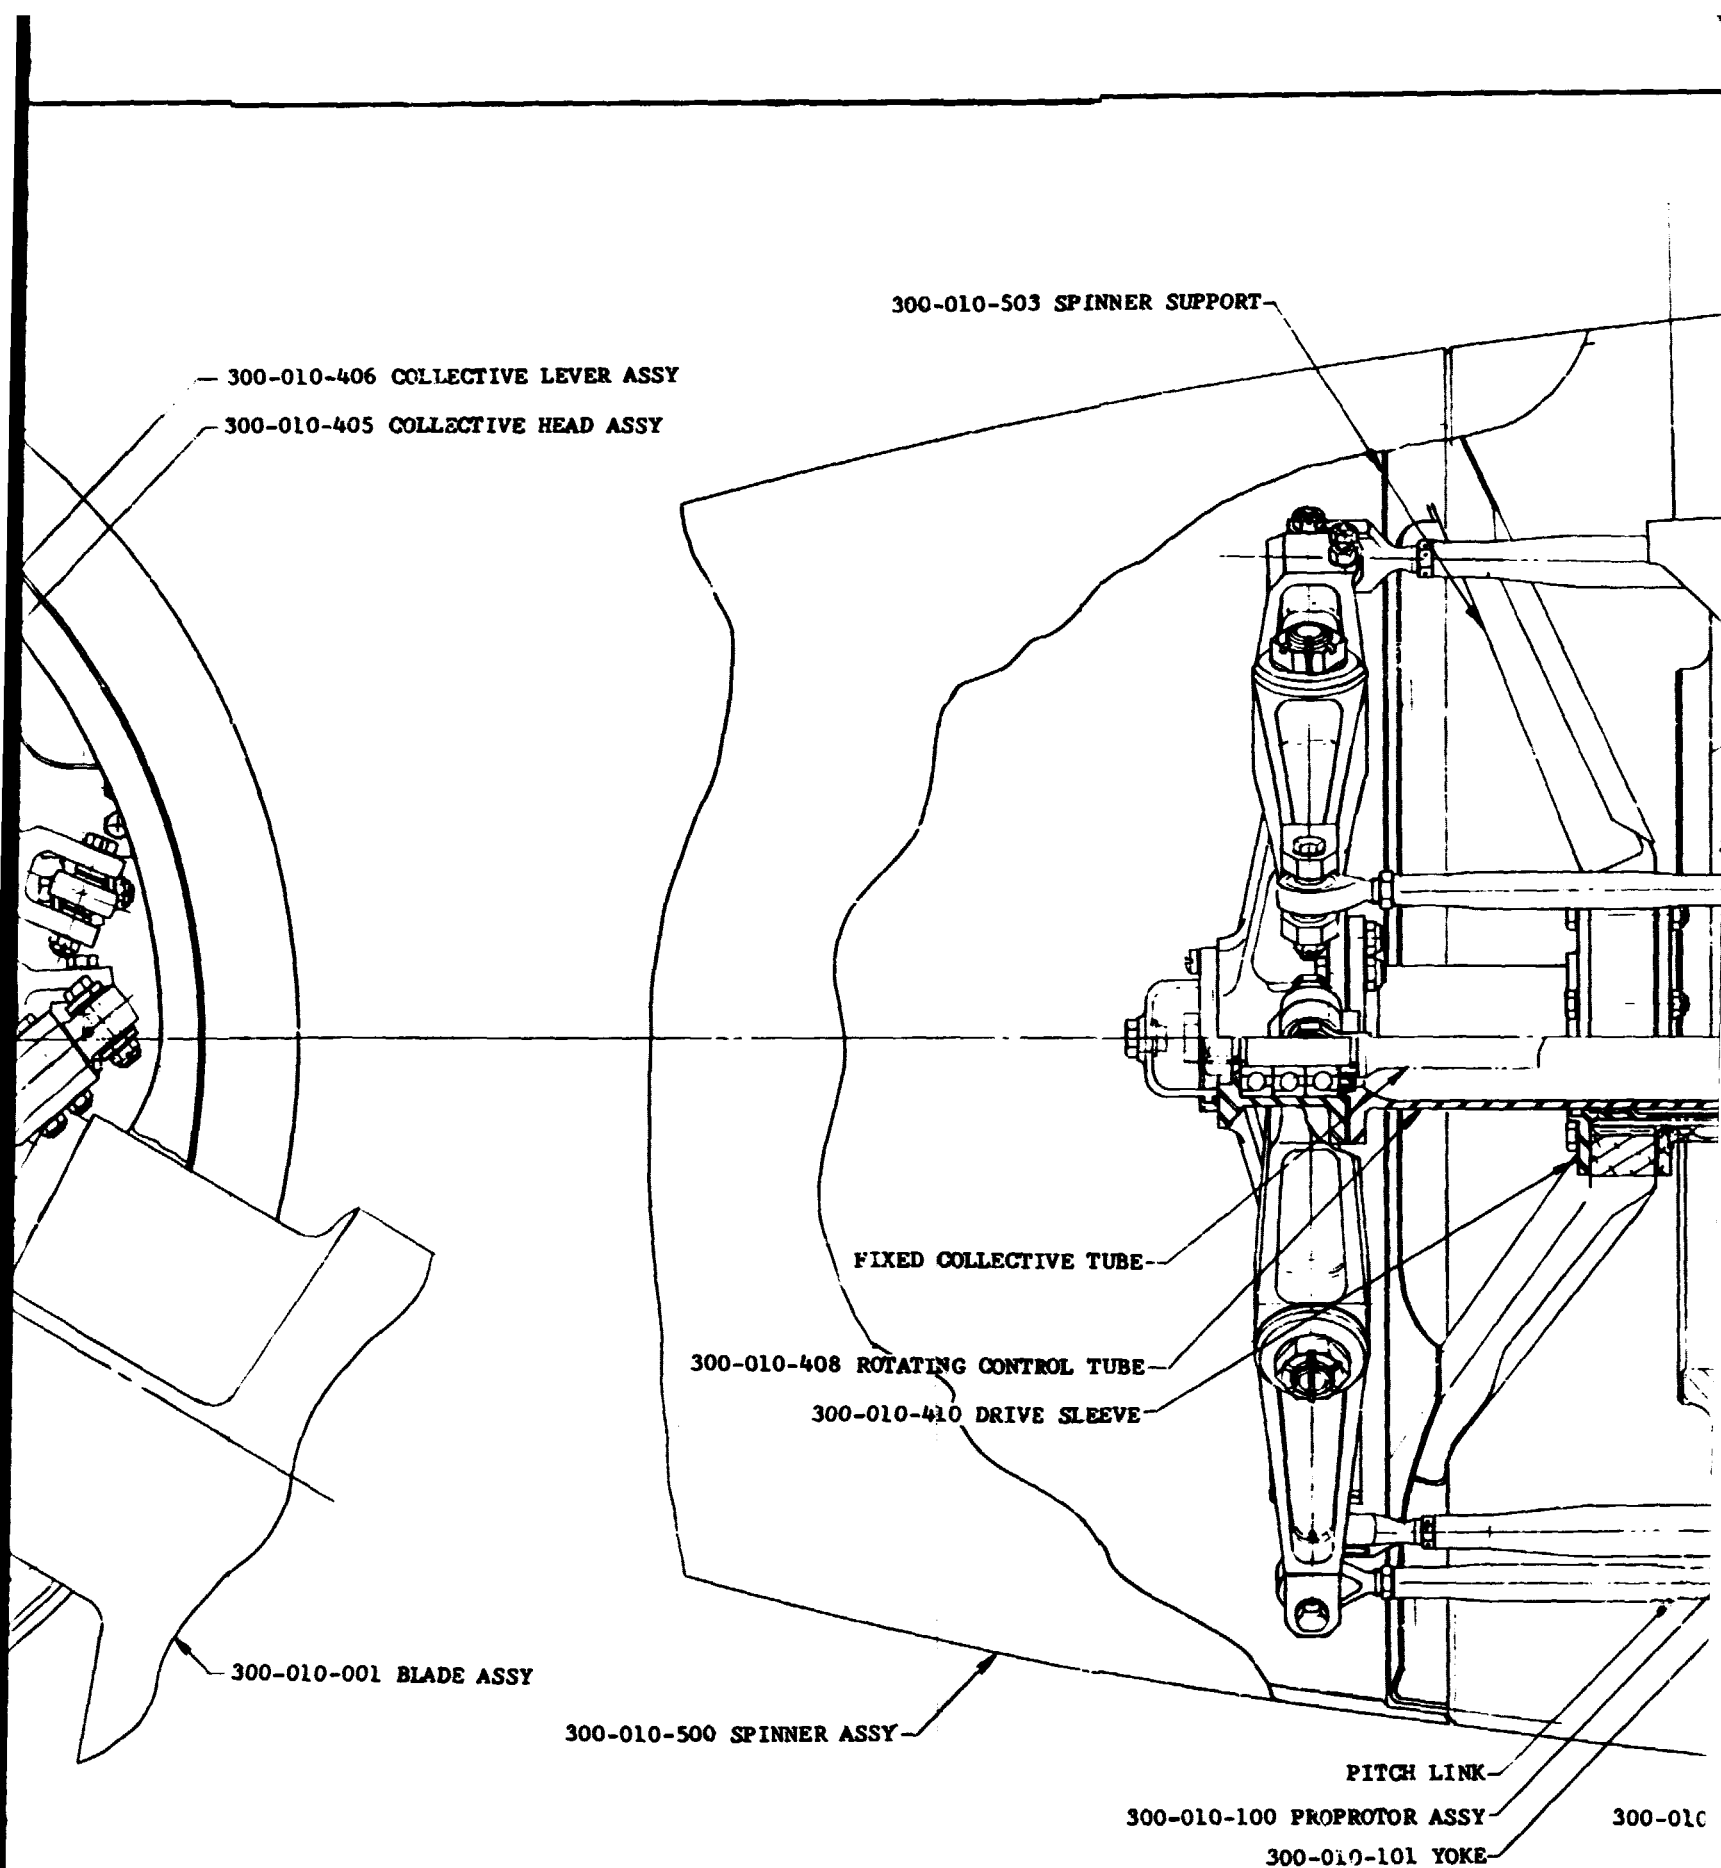 300-010-503 SPINNER SUPPORT
300-010-406 COLLECTIVE LEVER ASSY
300-010-405 COLLECTIVE HEAD ASSY
FIXED COLLECTIVE TUBE
300-010-408 ROTATING CONTROL TUBE
300-010-410 DRIVE SLEEVE
300-010-001 BLADE ASSY
300-010-500 SPINNER ASSY
PITCH LINK
300-010-100 PROPROTOR ASSY
300-010
300-010-101 YOKE